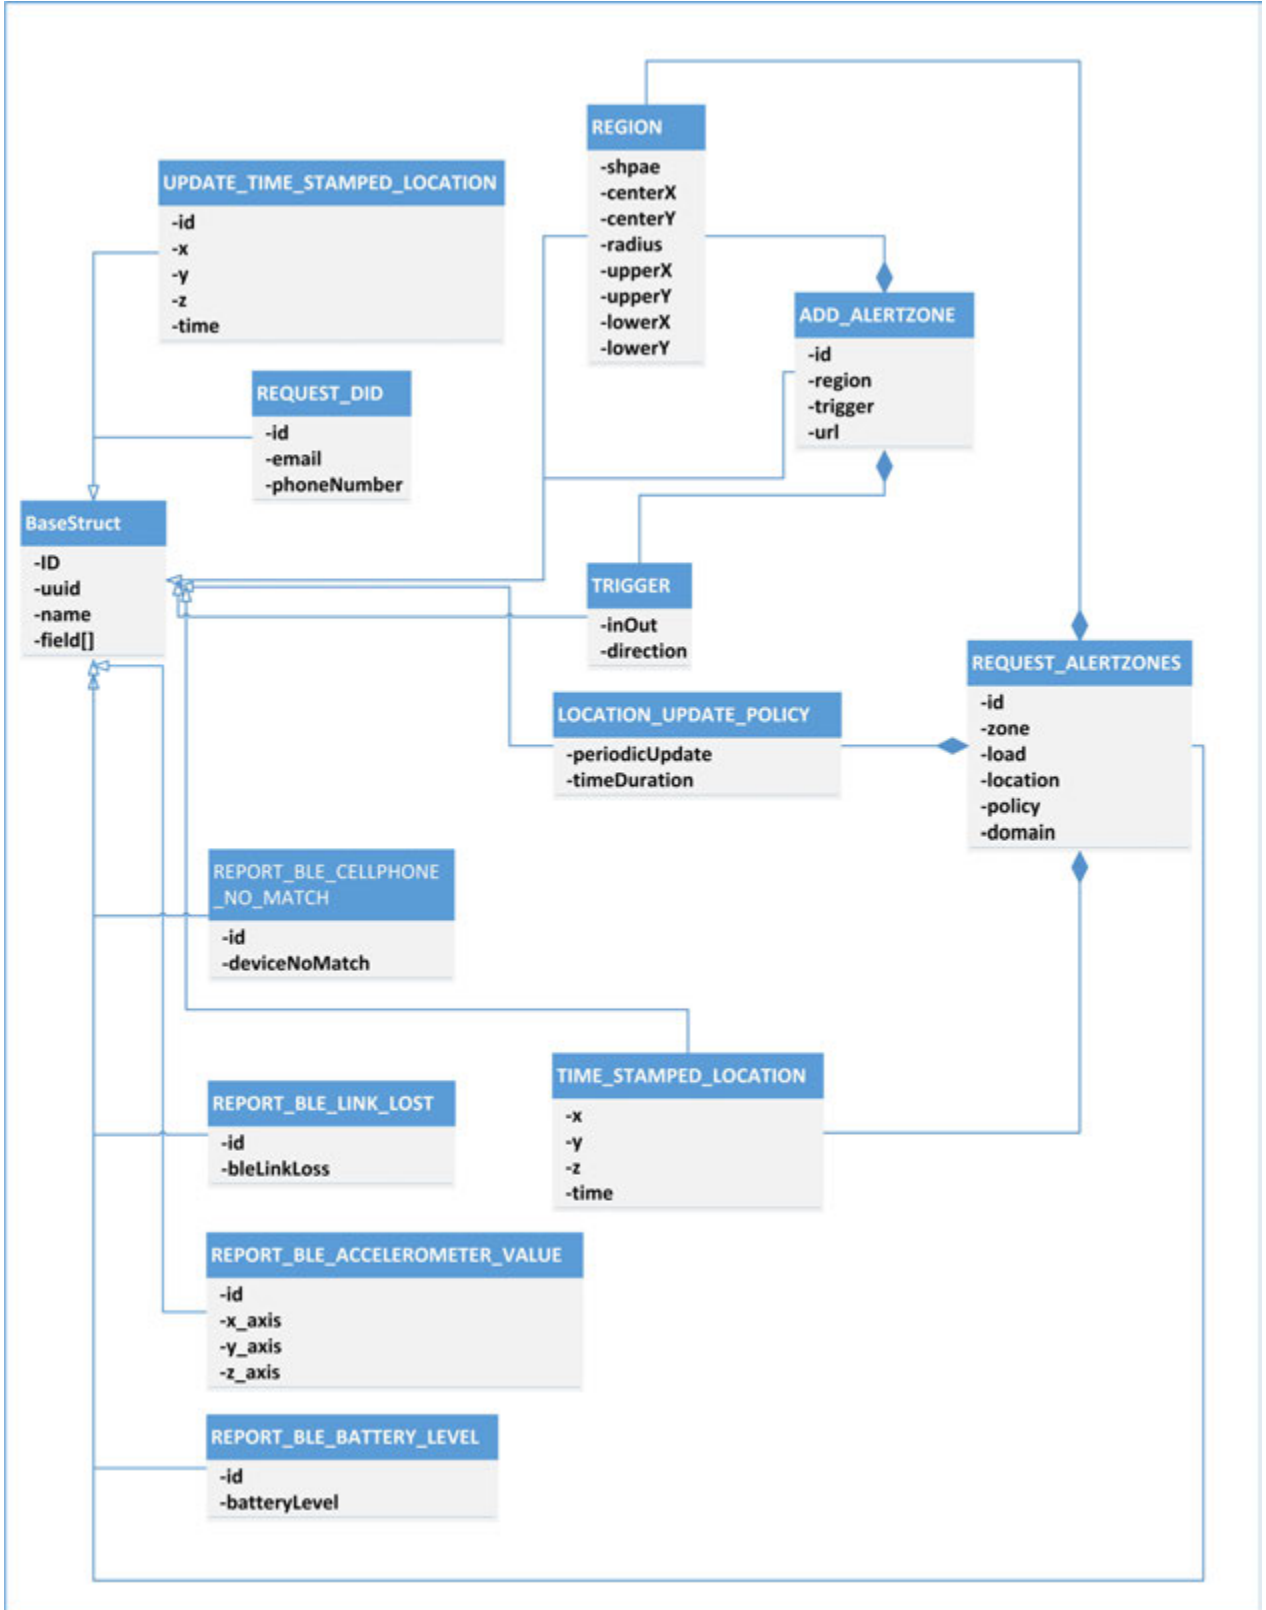 REGION
-shpae
-centerX
-centerY
-radius
-upperX
-upperY
-lowerX
-lowerY
UPDATE_TIME_STAMPED_LOCATION
-id
-x
-y
-z
-time
ADD_ALERTZONE
-id
-region
-trigger
-url
REQUEST_DID
-id
-email
-phoneNumber
BaseStruct
-ID
-uuid
-name
-field[]
TRIGGER
-inOut
-direction
REQUEST_ALERTZONES
-id
-zone
-load
-location
-policy
-domain
LOCATION_UPDATE_POLICY
-periodicUpdate
-timeDuration
REPORT_BLE_CELLPHONE
_NO_MATCH
-id
-deviceNoMatch
TIME_STAMPED_LOCATION
-x
-y
-z
-time
REPORT_BLE_LINK_LOST
-id
-bleLinkLoss
REPORT_BLE_ACCELEROMETER_VALUE
-id
-x_axis
-y_axis
-z_axis
REPORT_BLE_BATTERY_LEVEL
-id
-batteryLevel